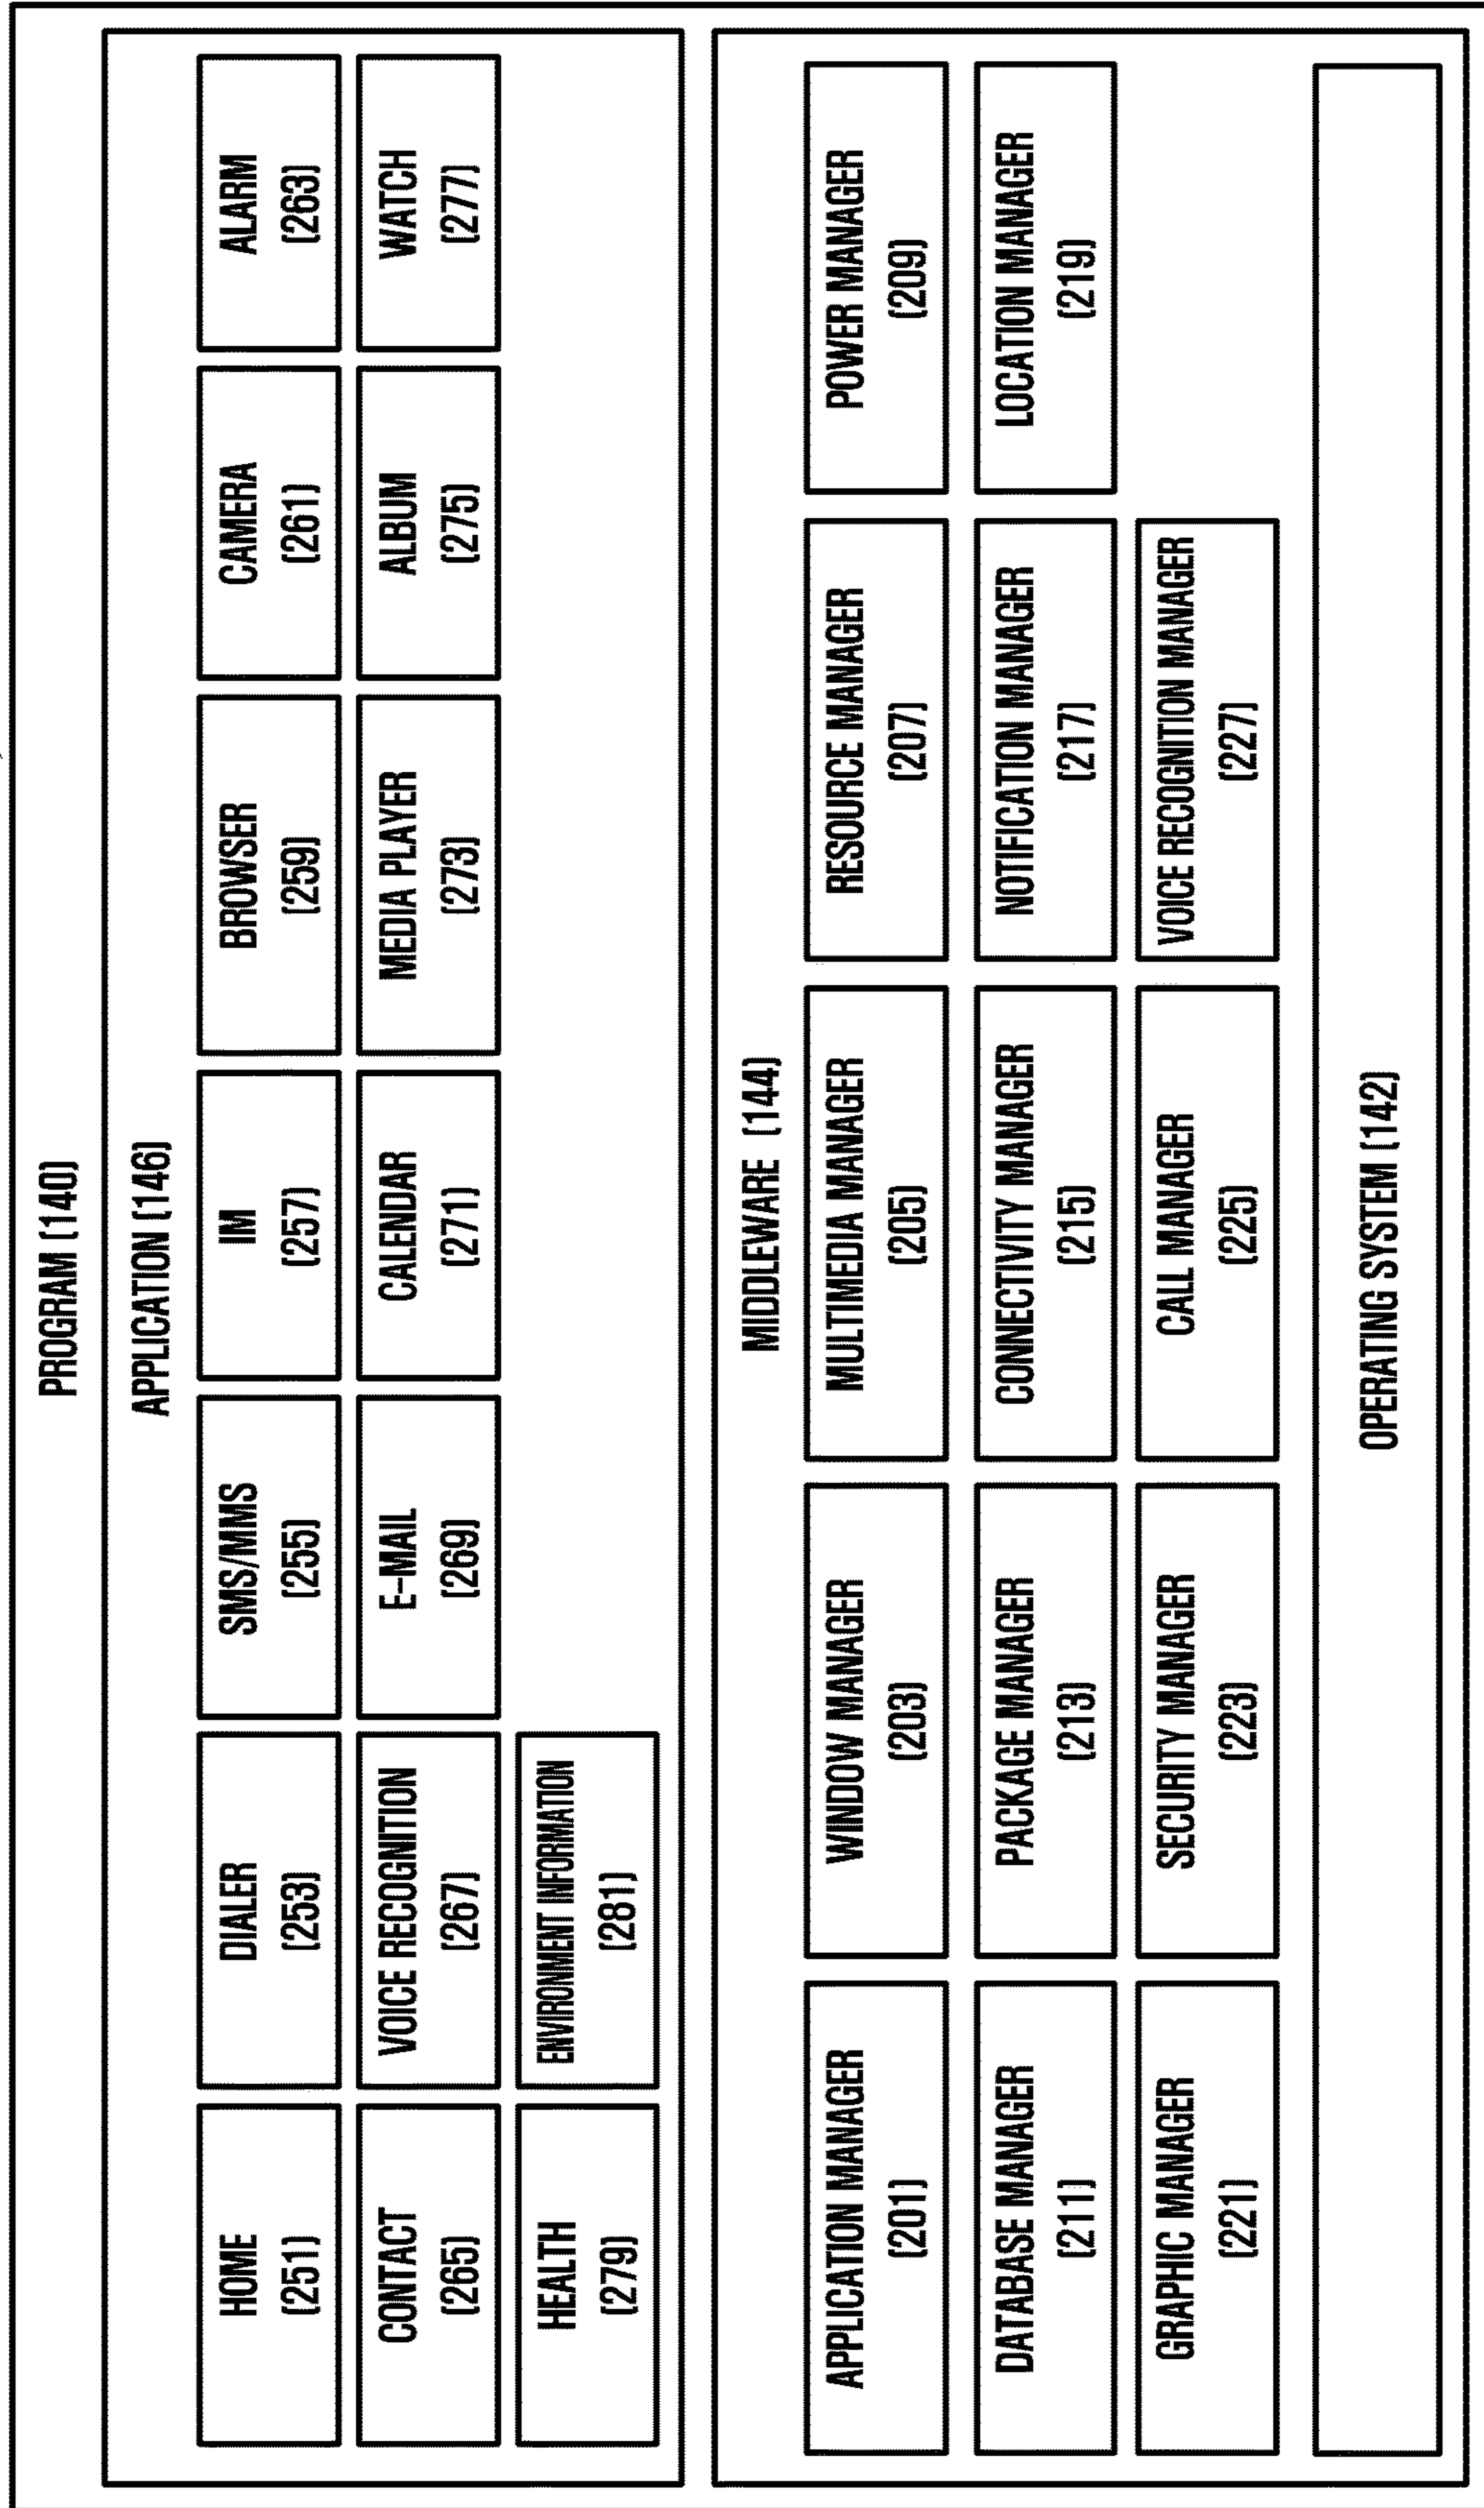 PROGRAM (140)
APPLICATION (146)
HOME
(251)
DIALER
(253)
SMS/MMS
(255)
IM
(257)
BROWSER
(259)
CAMERA
(261)
ALARM
(263)
CONTACT
(265)
VOICE RECOGNITION
(267)
E-MAIL
(269)
CALENDAR
(271)
MEDIA PLAYER
(273)
ALBUM
(275)
WATCH
(277)
HEALTH
(279)
ENVIRONMENT INFORMATION
(281)
MIDDLEWARE (144)
APPLICATION MANAGER
(201)
WINDOW MANAGER
(203)
MULTIMEDIA MANAGER
(205)
RESOURCE MANAGER
(207)
POWER MANAGER
(209)
DATABASE MANAGER
(211)
PACKAGE MANAGER
(213)
CONNECTIVITY MANAGER
(215)
NOTIFICATION MANAGER
(217)
LOCATION MANAGER
(219)
GRAPHIC MANAGER
(221)
SECURITY MANAGER
(223)
CALL MANAGER
(225)
VOICE RECOGNITION MANAGER
(227)
OPERATING SYSTEM (142)